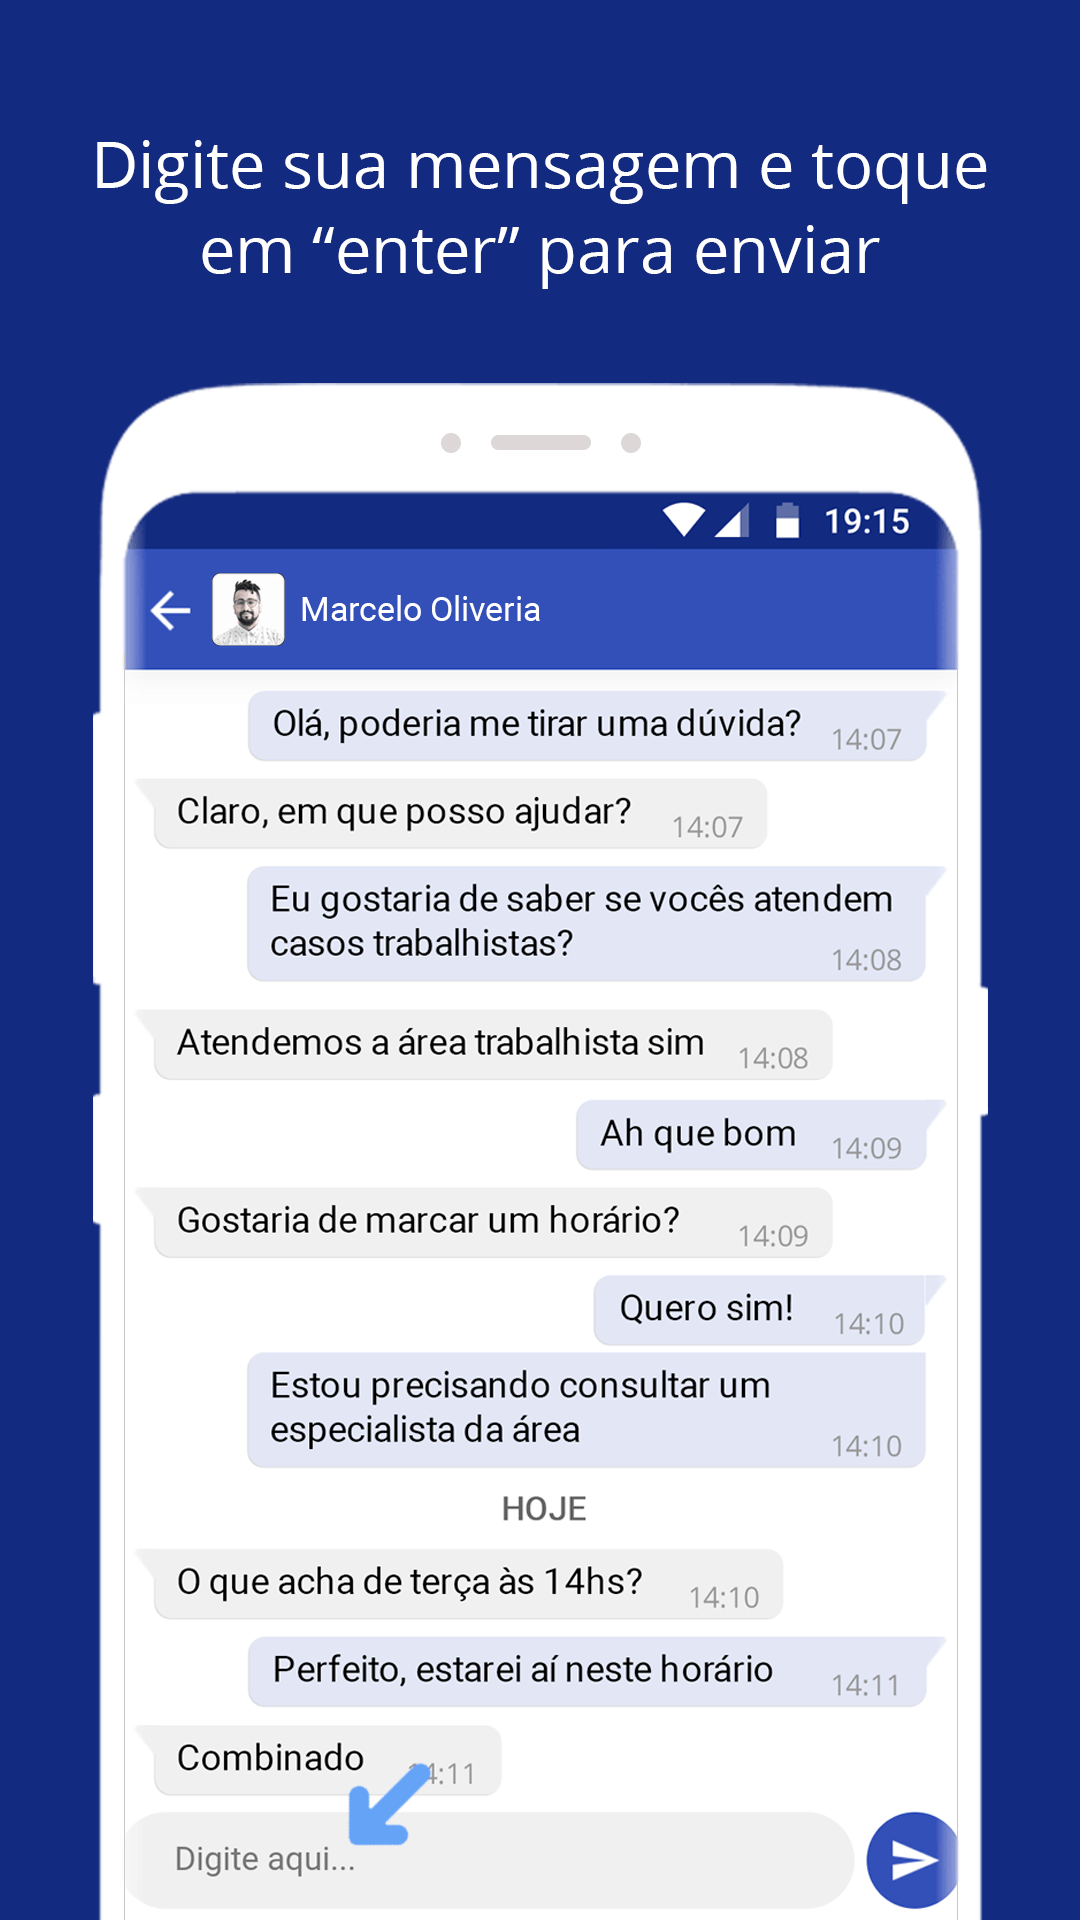 Digite sua mensagem e toque
em “enter” para enviar
19:15
Marcelo Oliveria
Olá, poderia me tirar uma dúvida?
14:07
Claro, em que posso ajudar?
14:07
Eu gostaria de saber se vocês atendem
casos trabalhistas?
14:08
Atendemos a área trabalhista sim
14:08
Ah que bom
14:09
Gostaria de marcar um horário?
14:09
Quero sim!
14:10
Estou precisando consultar um
especialista da área
14:10
HOJE
O que acha de terça às 14hs?
14:10
Perfeito, estarei aí neste horário
14:11
Combinado
14:11
Digite aqui...